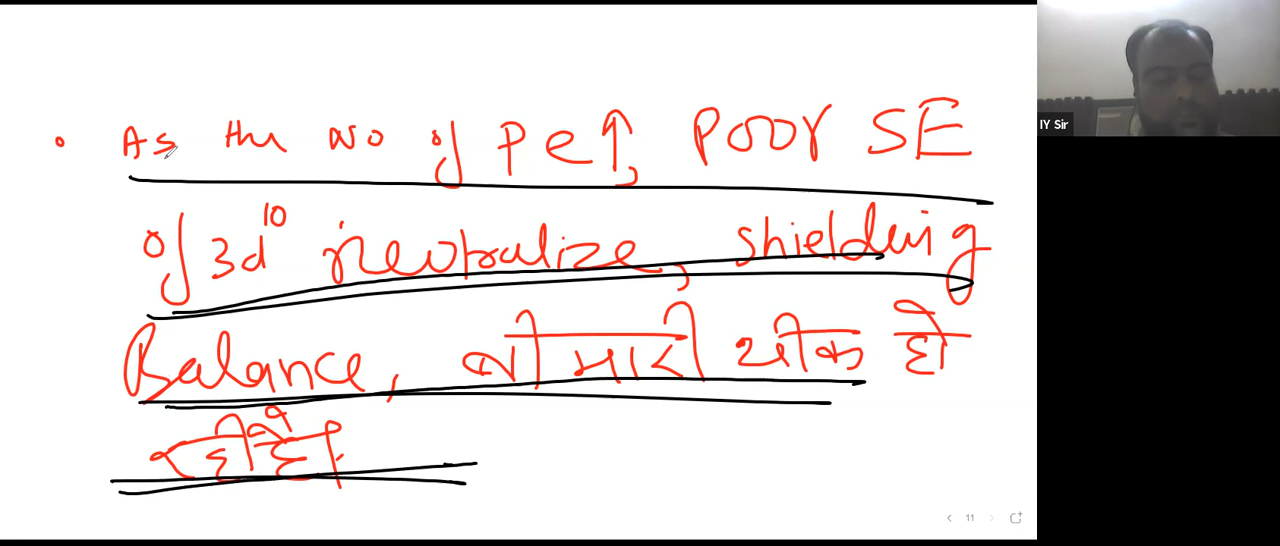 • As the No of Pe↑, Poor SE
of 3d¹⁰ neutralize, shielding
Balance, बीमारी ठीक हो
रही है
IY Sir
11